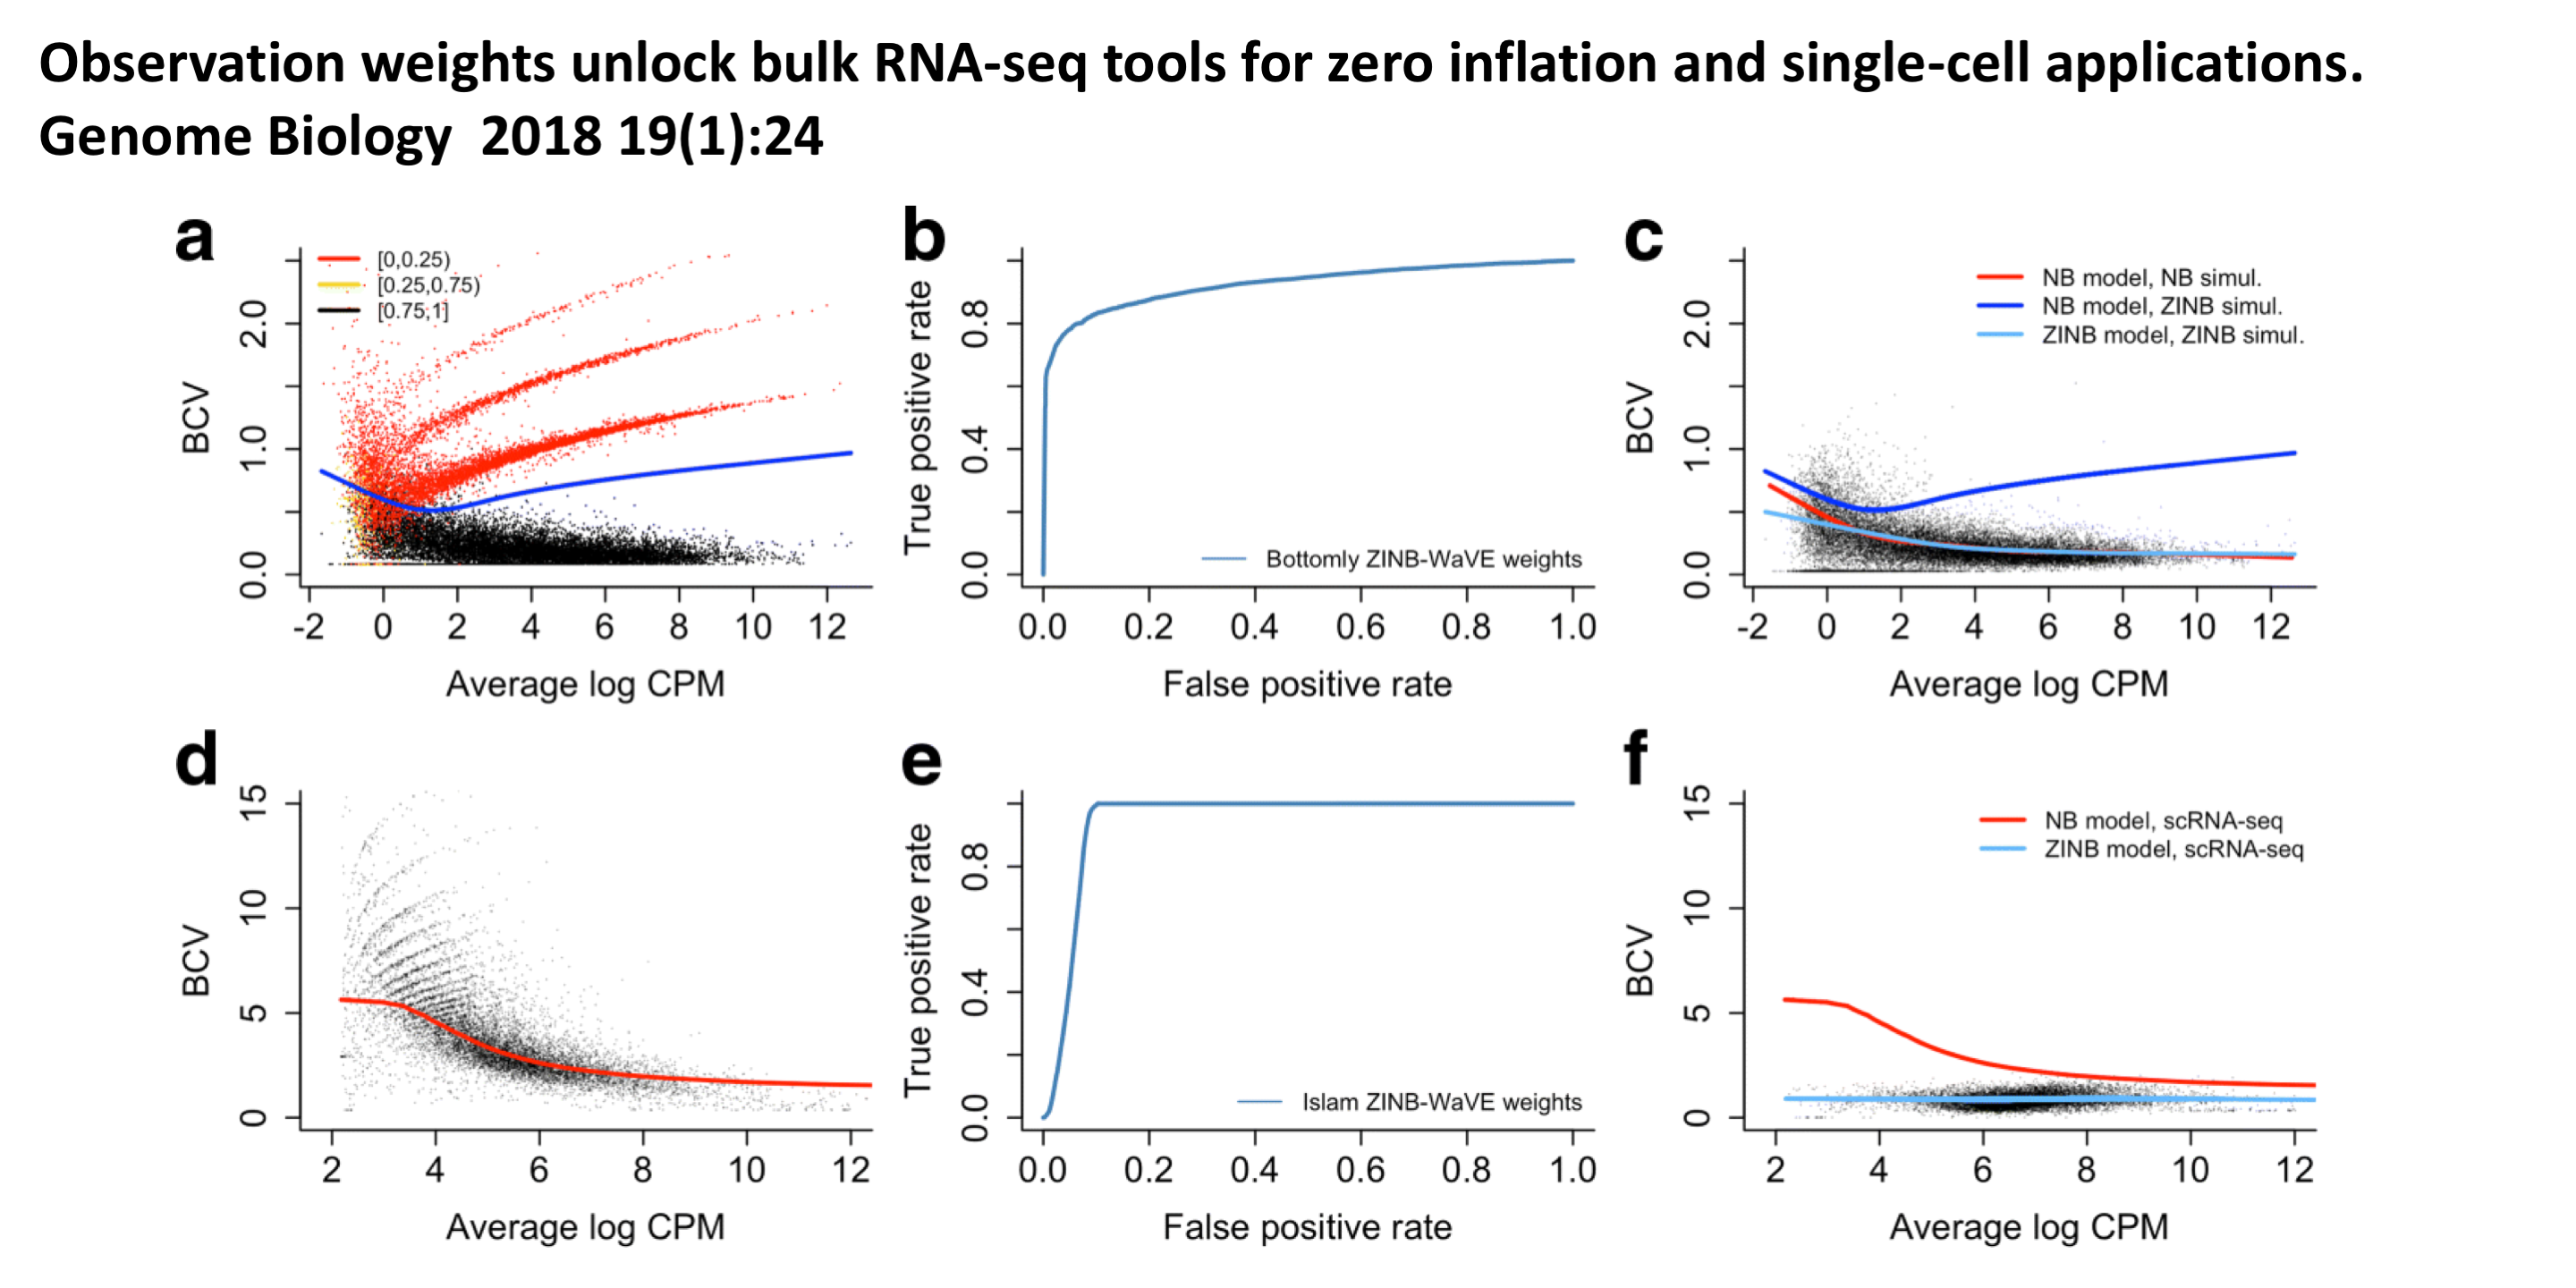 Observation weights unlock bulk RNA-seq tools for zero inflation and single-cell applications.
Genome Biology 2018 19(1):24
a
[0,0.25)
[0.25,0.75)
[0.75,1]
BCV
0.0
1.0
2.0
-2 0 2 4 6 8 10 12
Average log CPM
b
True positive rate
0.0
0.4
0.8
Bottomly ZINB-WaVE weights
0.0 0.2 0.4 0.6 0.8 1.0
False positive rate
c
NB model, NB simul.
NB model, ZINB simul.
ZINB model, ZINB simul.
BCV
0.0
1.0
2.0
-2 0 2 4 6 8 10 12
Average log CPM
d
BCV
0
5
10
15
2 4 6 8 10 12
Average log CPM
e
True positive rate
0.0
0.4
0.8
Islam ZINB-WaVE weights
0.0 0.2 0.4 0.6 0.8 1.0
False positive rate
f
NB model, scRNA-seq
ZINB model, scRNA-seq
BCV
0
5
10
15
2 4 6 8 10 12
Average log CPM